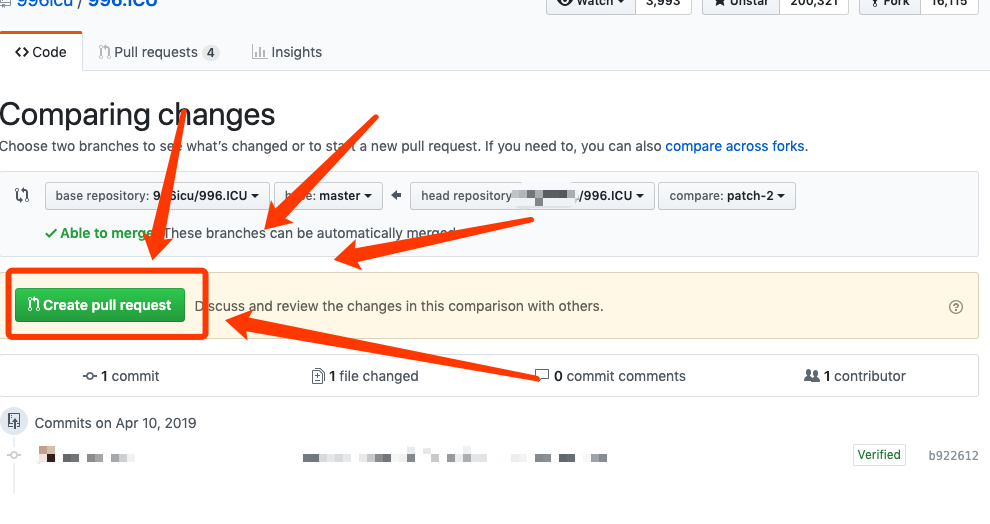 996icu / 996.ICU Watch 3,993 Unstar 200,321 Fork 16,115
Code Pull requests 4 Insights
Comparing changes
Choose two branches to see what's changed or to start a new pull request. If you need to, you can also compare across forks.
base repository: 996icu/996.ICU base: master head repository /996.ICU compare: patch-2
Able to merge. These branches can be automatically merged.
Create pull request Discuss and review the changes in this comparison with others.
1 commit 1 file changed 0 commit comments 1 contributor
Commits on Apr 10, 2019
Verified b922612